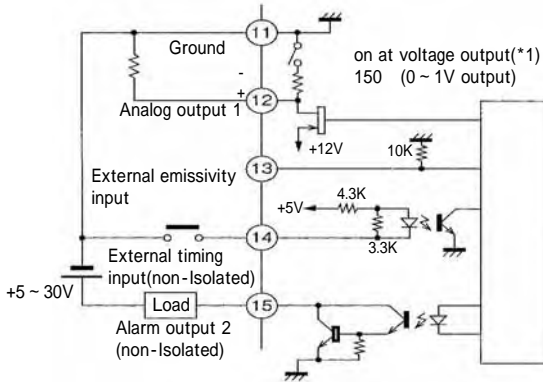 Ground
11
on at voltage output(*1)
150 (0 ~ 1V output)
-
+
Analog output 1
12
+12V
External emissivity
input
13
10K
+5V
4.3K
3.3K
14
External timing
input(non-Isolated)
+5 ~ 30V
Load
15
Alarm output 2
(non-Isolated)